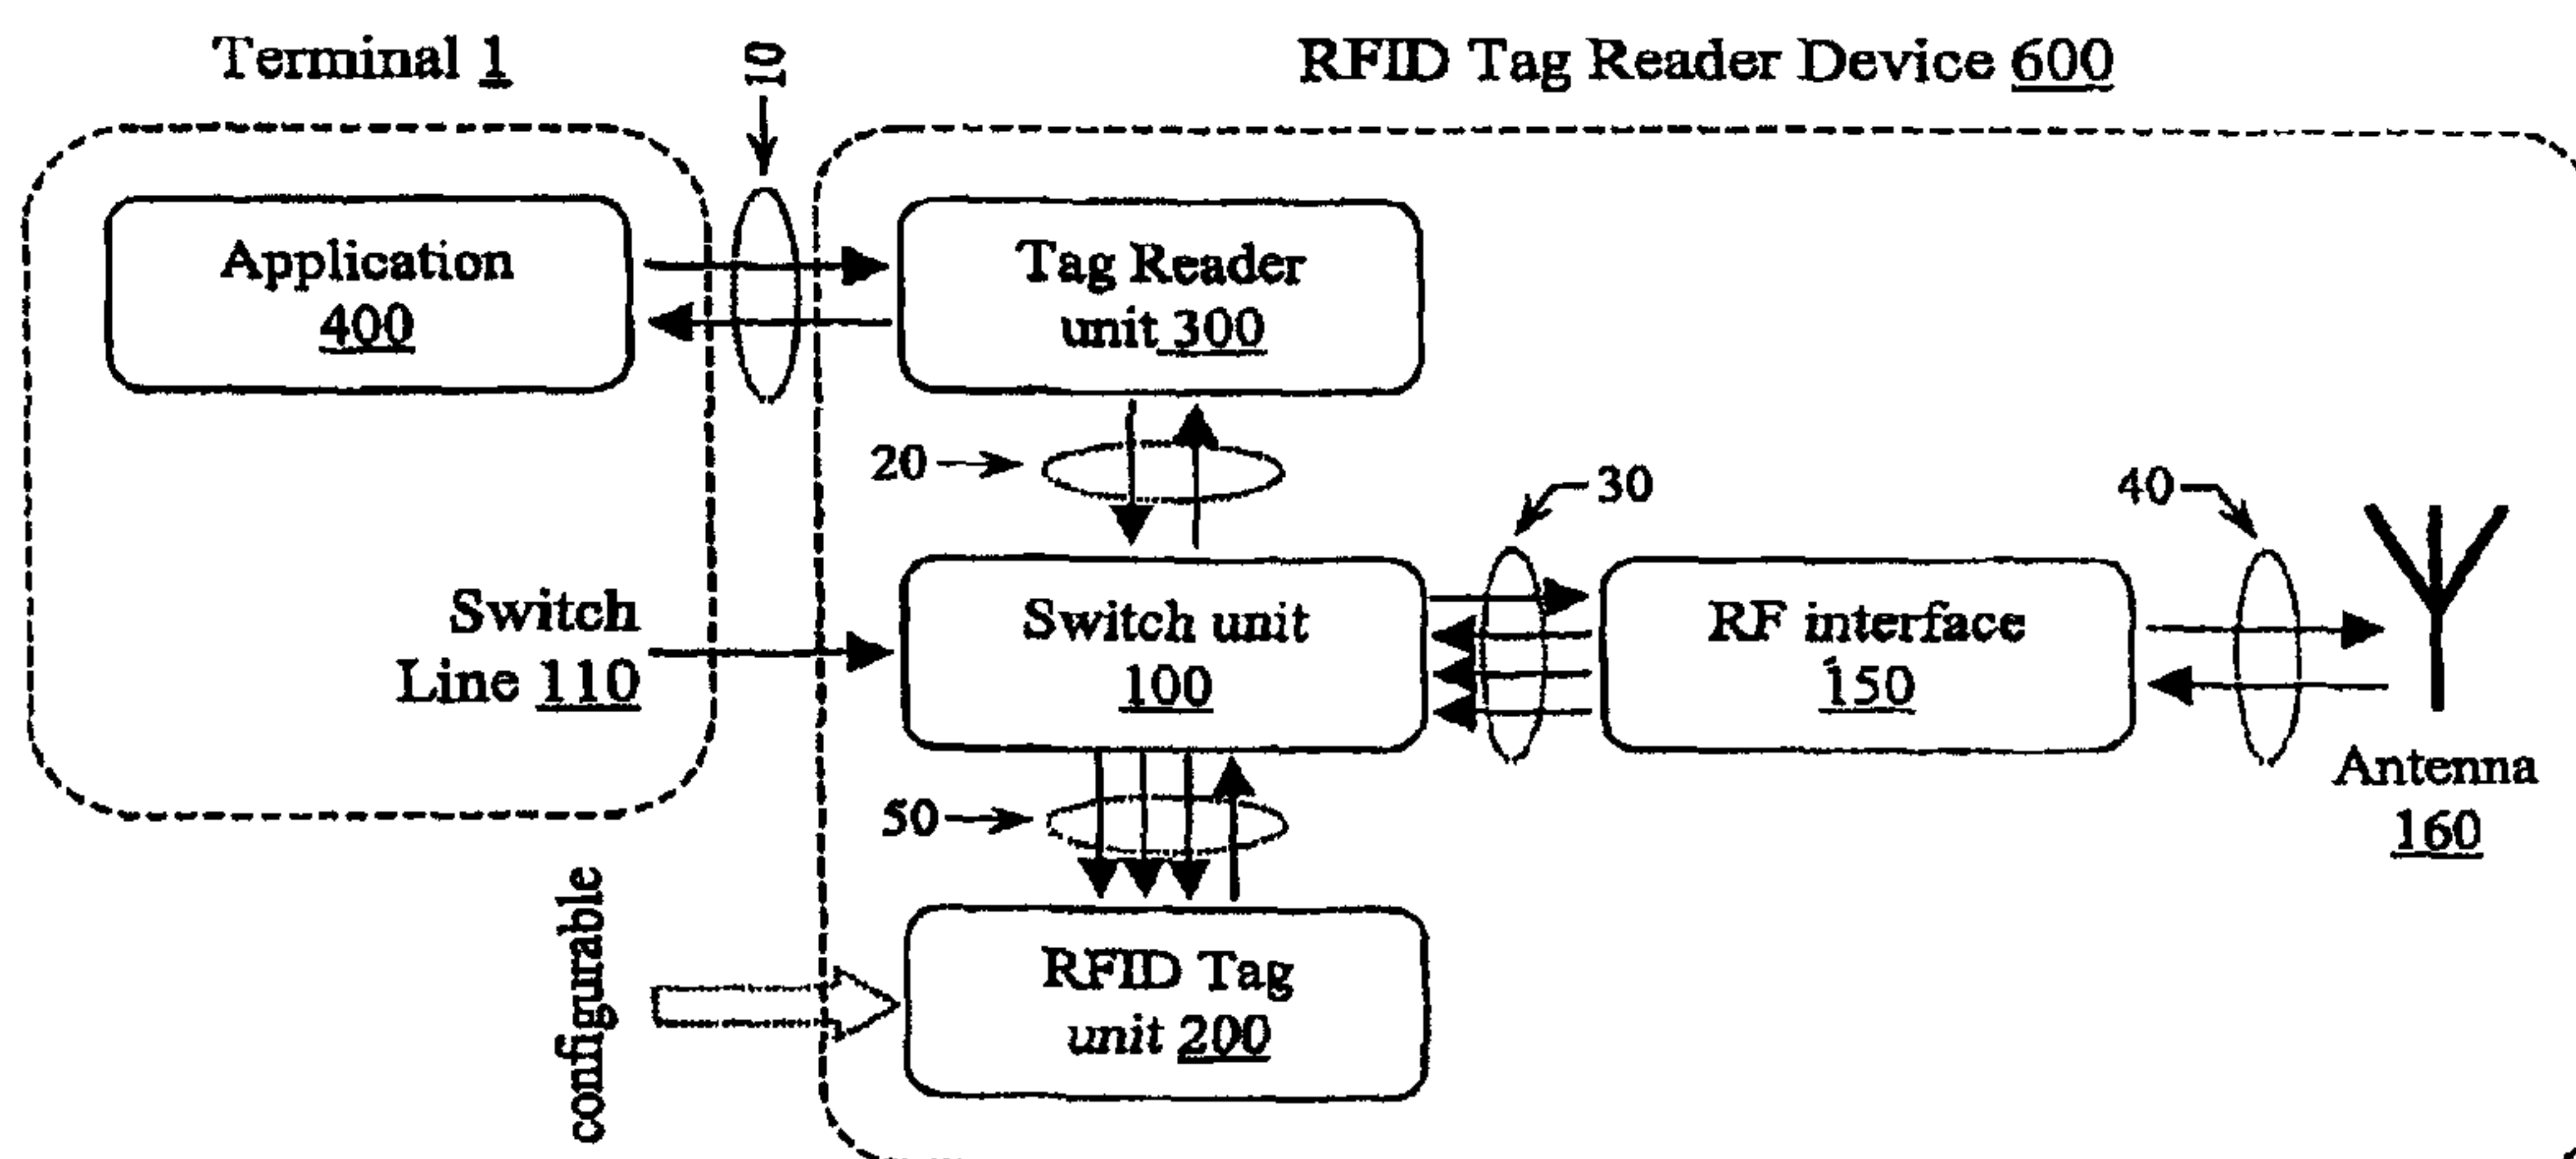 Terminal 1
10
RFID Tag Reader Device 600
Application
400
Tag Reader
unit 300
20
30
40
Switch
Line 110
Switch unit
100
RF interface
150
Antenna
160
50
configurable
RFID Tag
unit 200